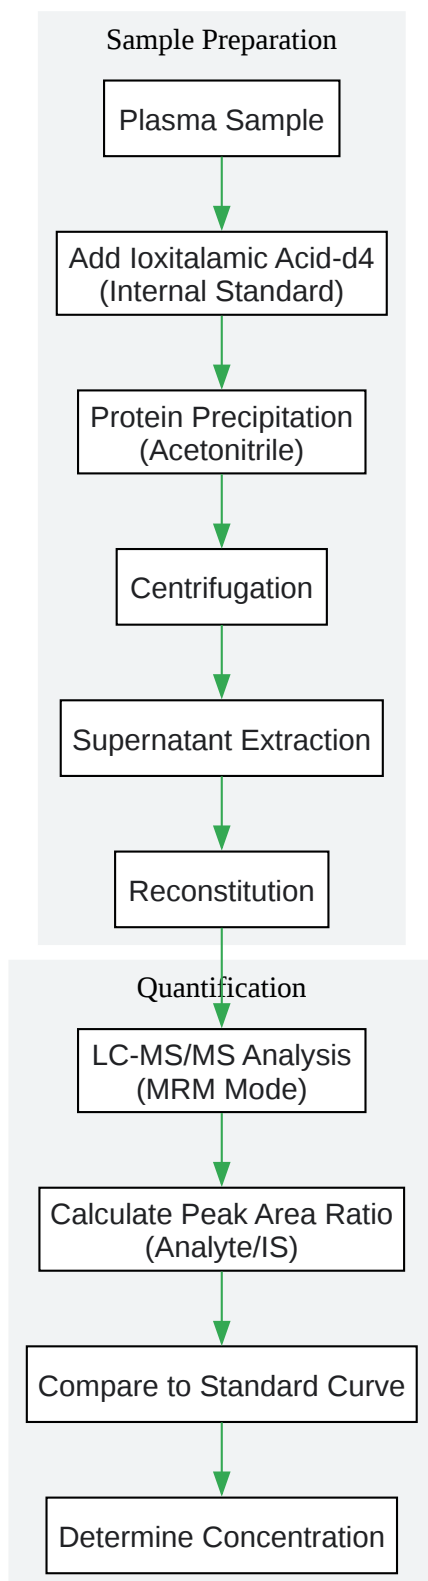 Sample Preparation
Plasma Sample
Add Ioxitalamic Acid-d4
(Internal Standard)
Protein Precipitation
(Acetonitrile)
Centrifugation
Supernatant Extraction
Reconstitution
Quantification
LC-MS/MS Analysis
(MRM Mode)
Calculate Peak Area Ratio
(Analyte/IS)
Compare to Standard Curve
Determine Concentration